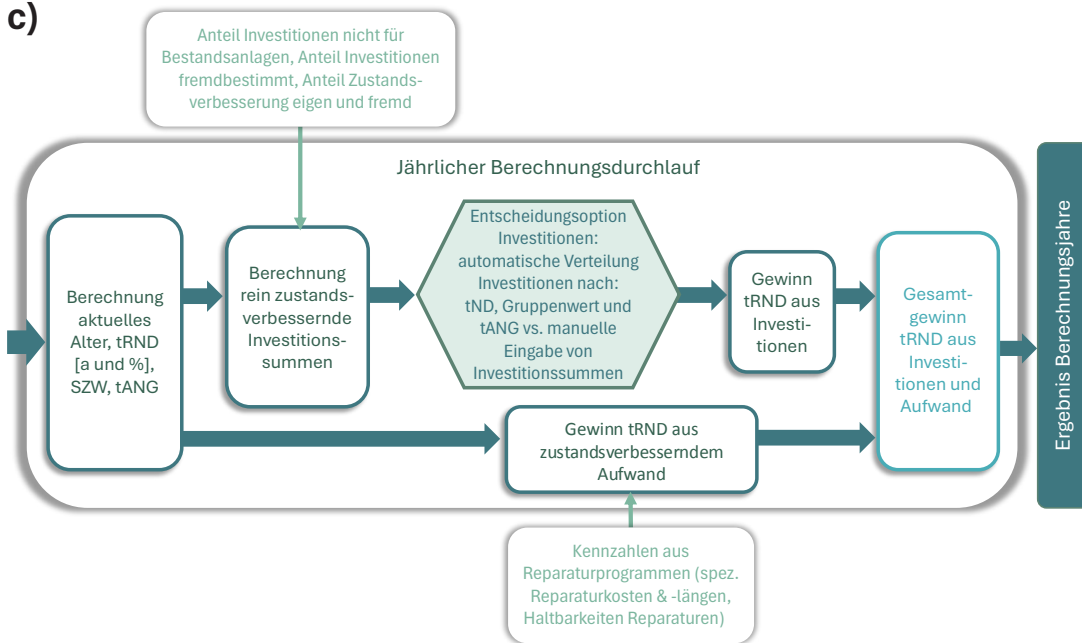 c)
Anteil Investitionen nicht für
Bestandsanlagen, Anteil Investitionen
fremdbestimmt, Anteil Zustands-
verbesserung eigen und fremd
Jährlicher Berechnungsdurchlauf
Berechnung
aktuelles
Alter, tRND
[a und %],
SZW, tANG
Berechnung
rein zustands-
verbessernde
Investitions-
summen
Entscheidungsoption
Investitionen:
automatische Verteilung
Investitionen nach:
tND, Gruppenwert und
tANG vs. manuelle
Eingabe von
Investitionssummen
Gewinn
tRND aus
Investi-
tionen
Gewinn tRND aus
zustandsverbesserndem
Aufwand
Gesamt-
gewinn
tRND aus
Investi-
tionen und
Aufwand
Ergebnis Berechnungsjahre
Kennzahlen aus
Reparaturprogrammen (spez.
Reparaturkosten & -längen,
Haltbarkeiten Reparaturen)